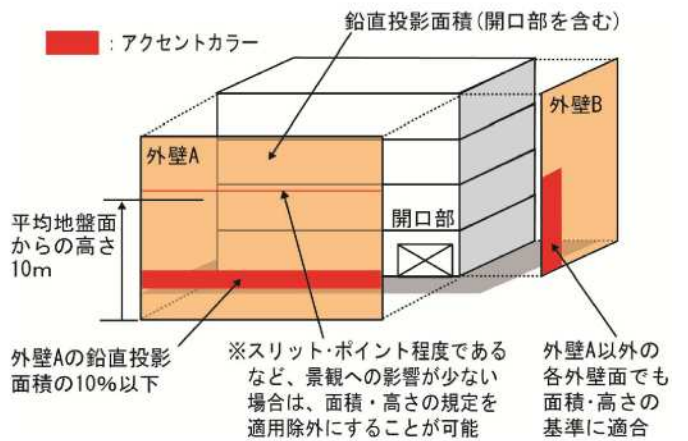 鉛直投影面積(開口部を含む)
:アクセントカラー
外壁A
外壁B
開口部
平均地盤面
からの高さ
10m
外壁Aの鉛直投影
面積の10%以下
※スリット・ポイント程度である
など、景観への影響が少ない
場合は、面積・高さの規定を
適用除外にすることが可能
外壁A以外の
各外壁面でも
面積・高さの
基準に適合